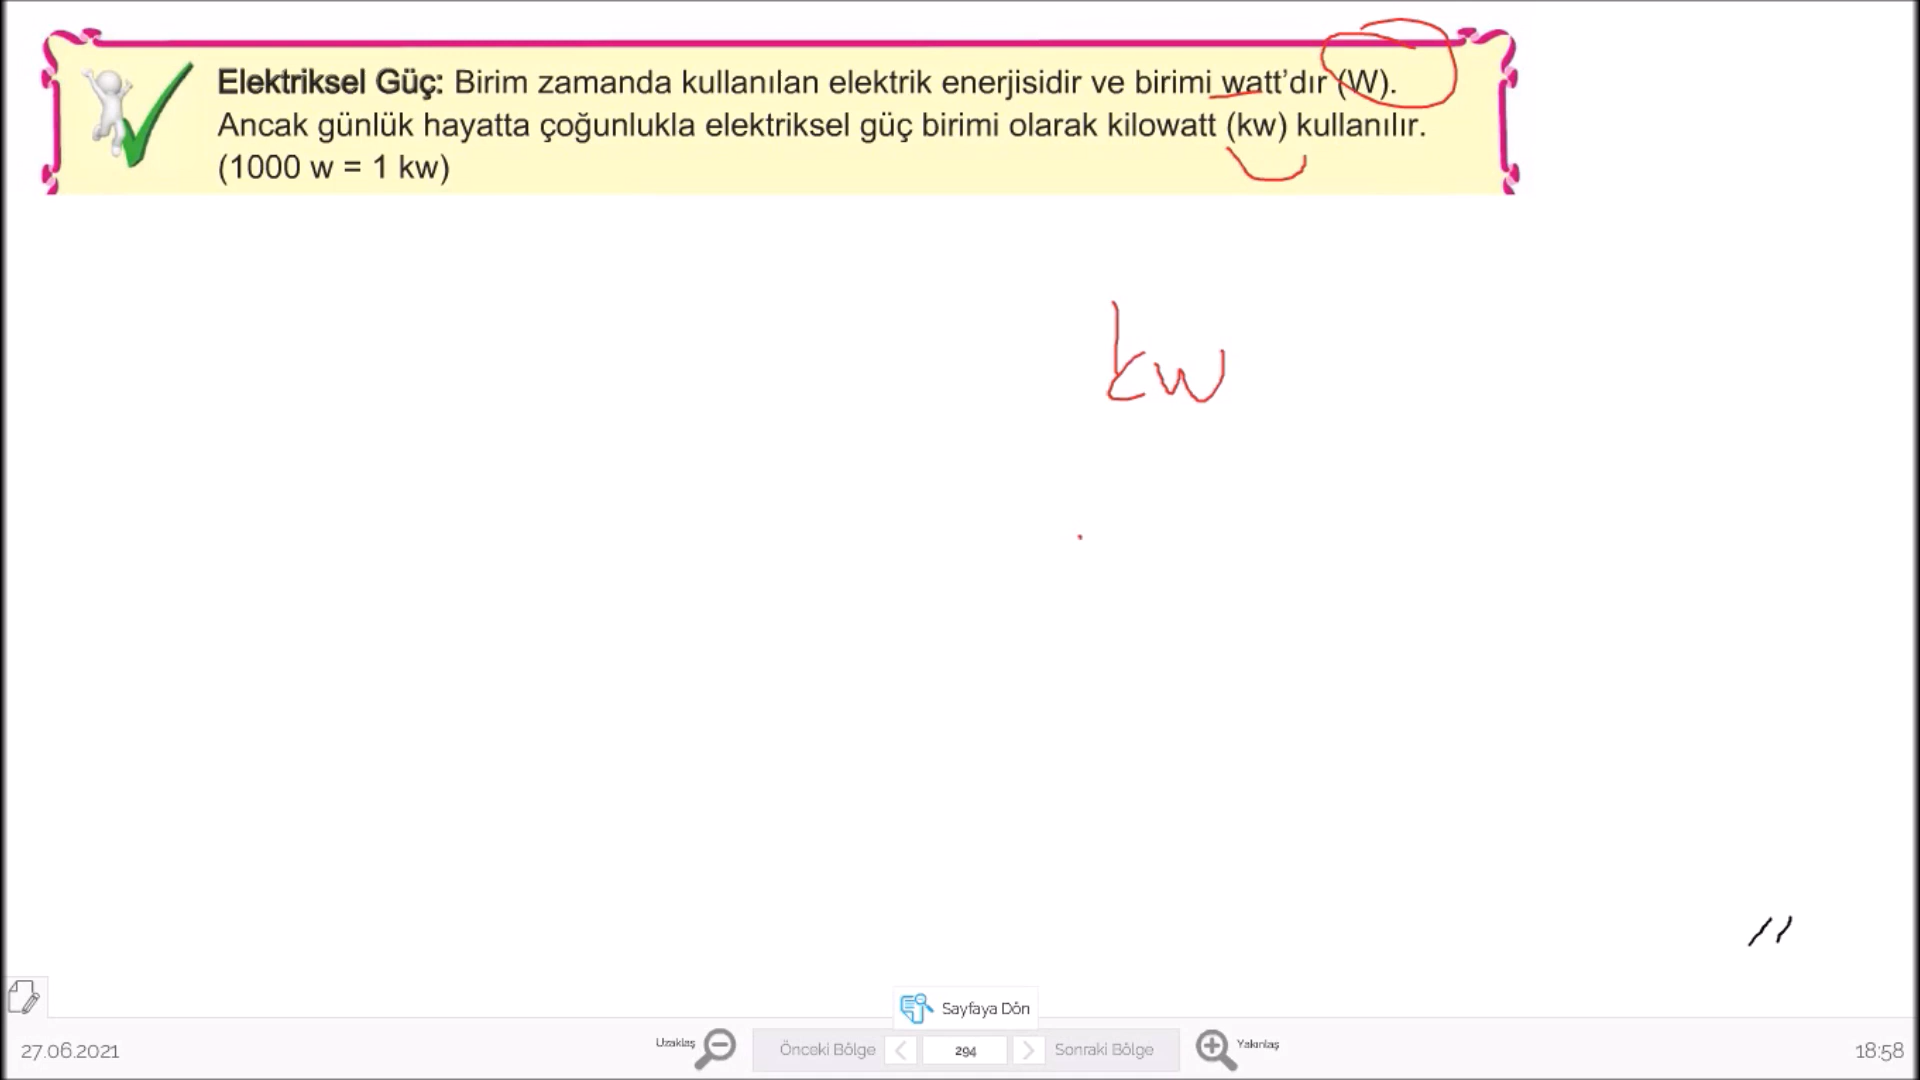 Elektriksel Güç: Birim zamanda kullanılan elektrik enerjisidir ve birimi watt'dır (W).
Ancak günlük hayatta çoğunlukla elektriksel güç birimi olarak kilowatt (kw) kullanılır.
(1000 w = 1 kw)
kw
Sayfaya Dön
27.06.2021
Uzaklaş
Önceki Bölge
294
Sonraki Bölge
Yakınlaş
18:58